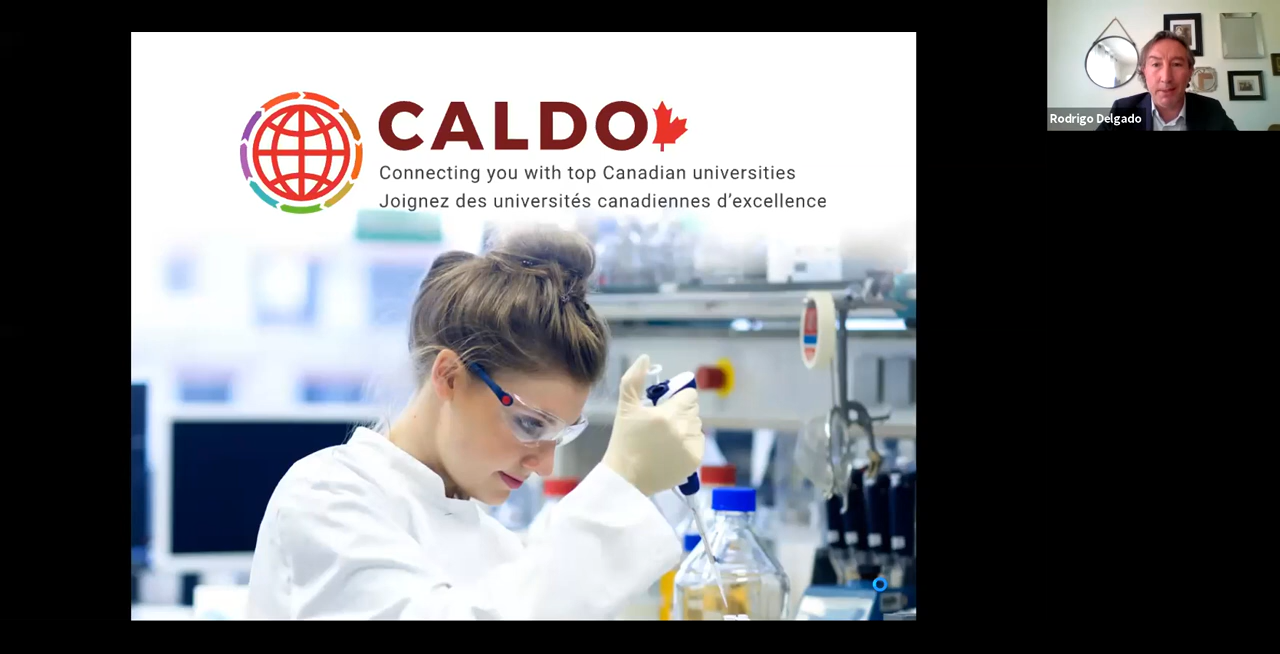 CALDO
Connecting you with top Canadian universities
Joignez des universités canadiennes d'excellence
Rodrigo Delgado